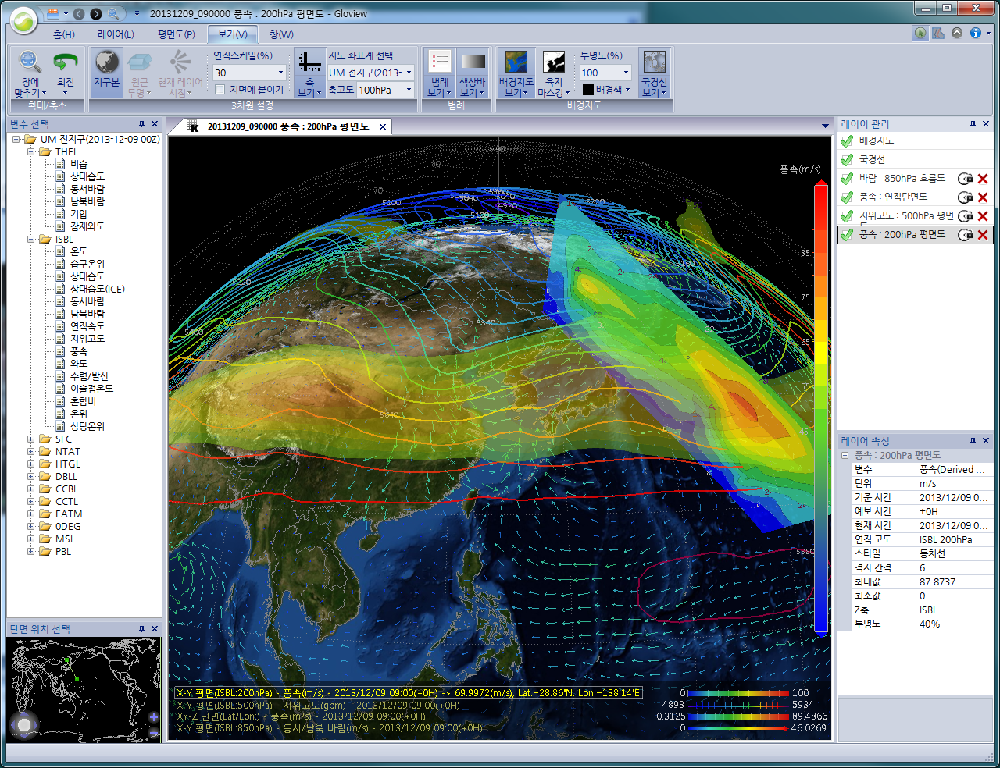 20131209_090000 풍속 : 200hPa 평면도 - Gloview
홈(H) 레이어(L) 평면도(P) 보기(V) 창(W)
창에 맞추기
회전
확대/축소
지구본
원근 투영
현재 레이어 시점
연직스케일(%)
30
지면에 붙이기
3차원 설정
축 보기
지도 좌표계 선택
UM 전지구(2013-
축고도 100hPa
범례 보기
색상바 보기
범례
배경지도 보기
육지 마스킹
투명도(%)
100
배경색
국경선 보기
배경지도
변수 선택
UM 전지구(2013-12-09 00Z)
THEL
비습
상대습도
동서바람
남북바람
기압
잠재와도
ISBL
온도
습구온위
상대습도
상대습도(ICE)
동서바람
남북바람
연직속도
지위고도
풍속
와도
수렴/발산
이슬점온도
혼합비
온위
상당온위
SFC
NTAT
HTGL
DBLL
CCBL
CCTL
EATM
0DEG
MSL
PBL
단면 위치 선택
20131209_090000 풍속 : 200hPa 평면도
풍속(m/s)
85
75
65
55
45
70
5100
5040
5100
5220
5160
5220
5400
5340
5640
5880
X-Y 평면(ISBL:200hPa) - 풍속(m/s) - 2013/12/09 09:00(+0H) -> 69.9972(m/s), Lat.=28.86°N, Lon.=138.14°E
X-Y 평면(ISBL:500hPa) - 지위고도(gpm) - 2013/12/09 09:00(+0H)
XY-Z 단면(Lat/Lon.) - 풍속(m/s) - 2013/12/09 09:00(+0H)
X-Y 평면(ISBL:850hPa) - 동서/남북 바람(m/s) - 2013/12/09 09:00(+0H)
0 100
4893 5934
0.3125 89.4866
0 46.0269
레이어 관리
배경지도
국경선
바람 : 850hPa 흐름도
풍속 : 연직단면도
지위고도 : 500hPa 평면
풍속 : 200hPa 평면도
레이어 속성
풍속 : 200hPa 평면도
변수 풍속(Derived ...
단위 m/s
기준 시간 2013/12/09 0...
예보 시간 +0H
현재 시간 2013/12/09 0...
연직 고도 ISBL 200hPa
스타일 등치선
격자 간격 6
최대값 87.8737
최소값 0
Z축 ISBL
투명도 40%